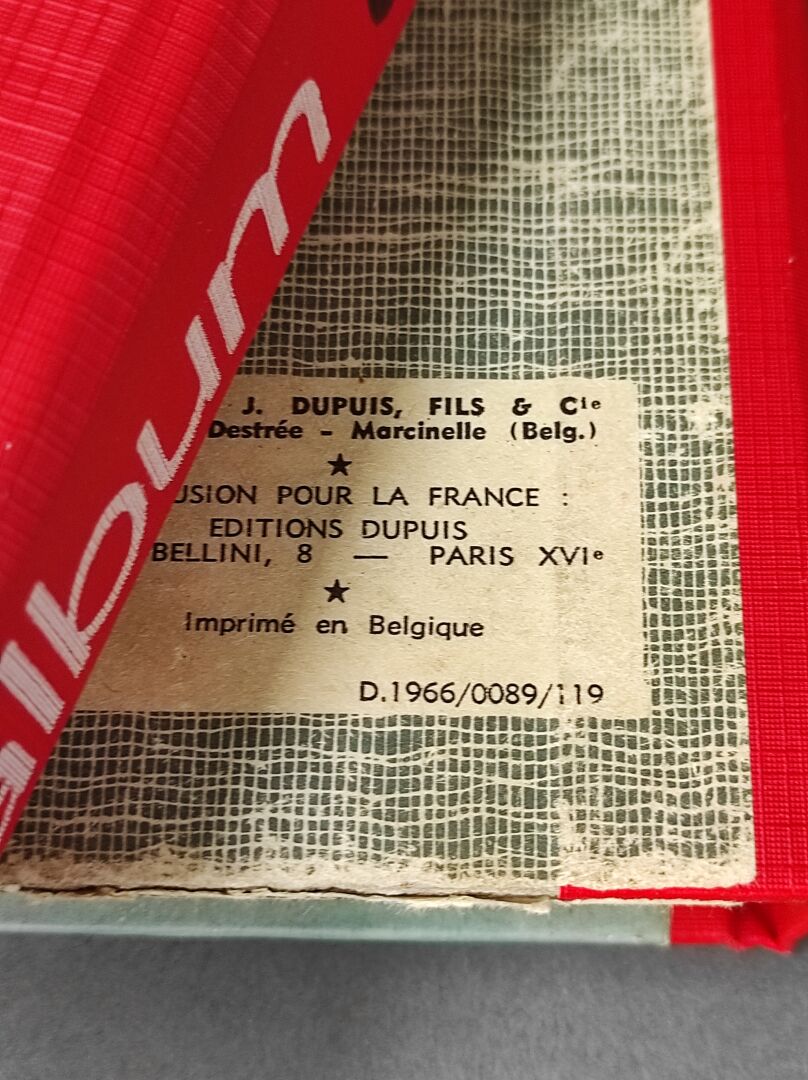 album
J. DUPUIS, FILS & Cie
Destrée - Marcinelle (Belg.)
★
USION POUR LA FRANCE :
EDITIONS DUPUIS
BELLINI, 8 — PARIS XVIe
★
Imprimé en Belgique
D.1966/0089/119